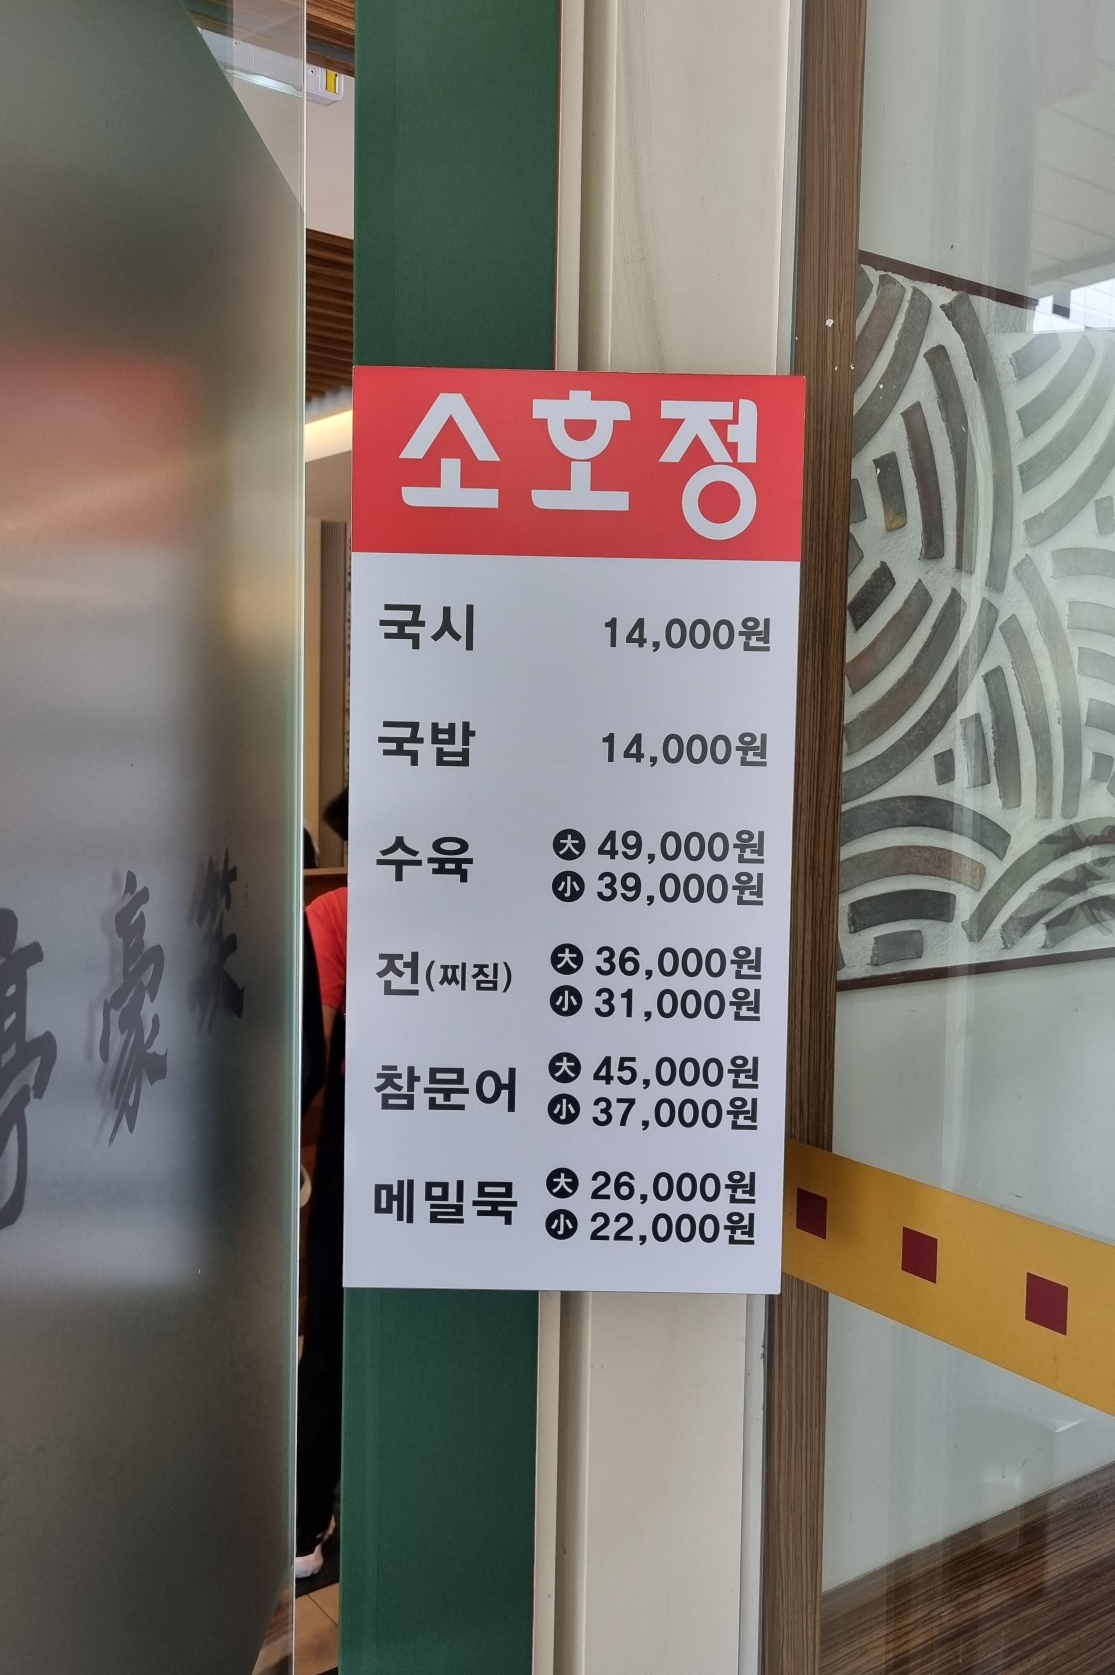 소호정
국시 14,000원
국밥 14,000원
수육 大 49,000원
小 39,000원
전(찌짐) 大 36,000원
小 31,000원
참문어 大 45,000원
小 37,000원
메밀묵 大 26,000원
小 22,000원
笑豪亭